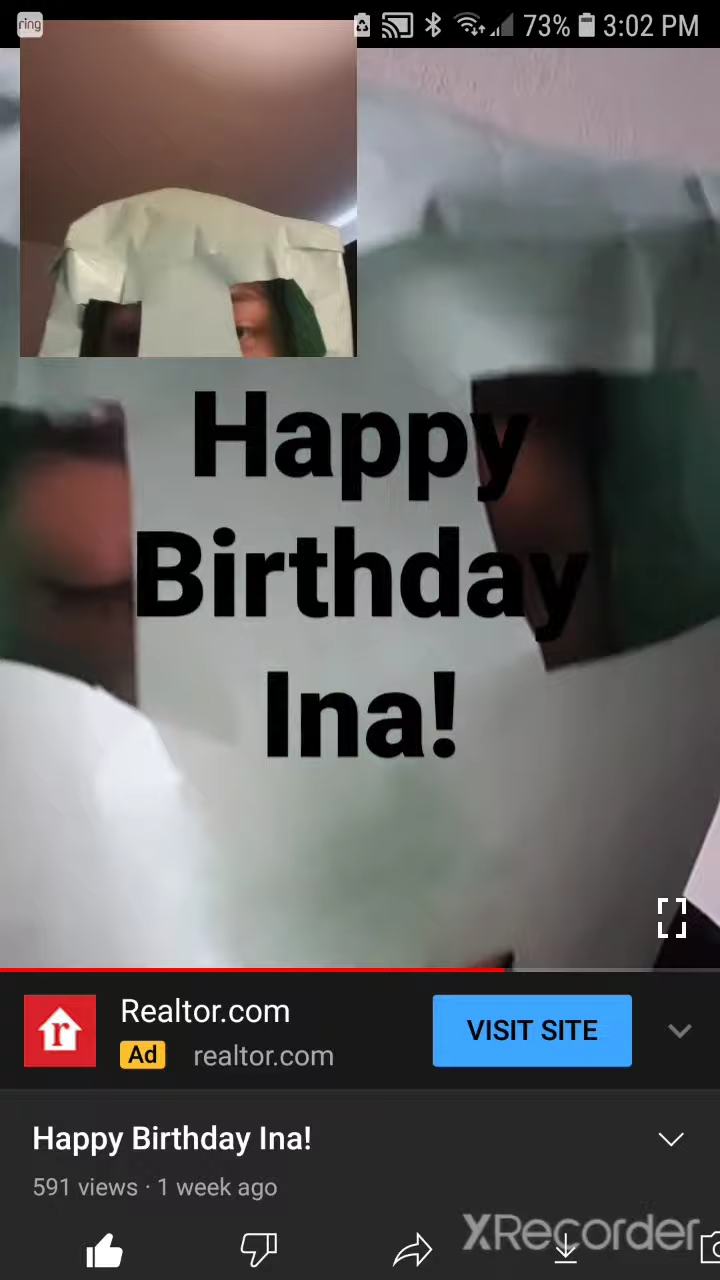 ring
73% 3:02 PM
Happy
Birthday
Ina!
r
Realtor.com
VISIT SITE
Ad realtor.com
Happy Birthday Ina!
591 views · 1 week ago
XRecorder